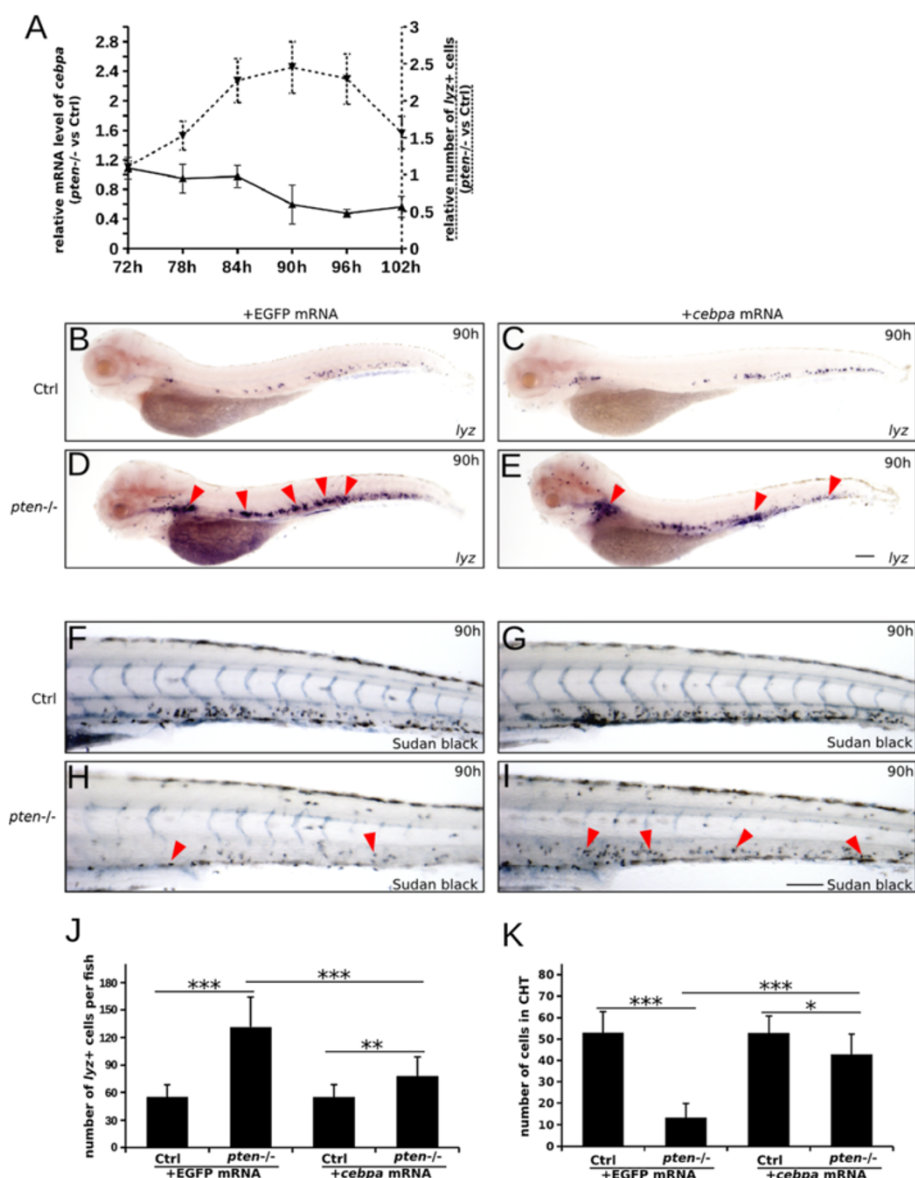 A
relative mRNA level of cebpa
(pten-/- vs Ctrl)
2.8
2.4
2
1.6
1.2
0.8
0.4
0
72h 78h 84h 90h 96h 102h
3
2.5
2
1.5
1
0.5
0
relative number of lyz+ cells
(pten-/- vs Ctrl)
+EGFP mRNA
+cebpa mRNA
Ctrl
B
90h
lyz
C
90h
lyz
pten-/-
D
90h
lyz
E
90h
lyz
Ctrl
F
90h
Sudan black
G
90h
Sudan black
pten-/-
H
90h
Sudan black
I
90h
Sudan black
J
number of lyz+ cells per fish
180
150
120
90
60
30
0
***
***
**
Ctrl pten-/- Ctrl pten-/-
+EGFP mRNA +cebpa mRNA
K
number of cells in CHT
80
70
60
50
40
30
20
10
0
***
***
*
Ctrl pten-/- Ctrl pten-/-
+EGFP mRNA +cebpa mRNA